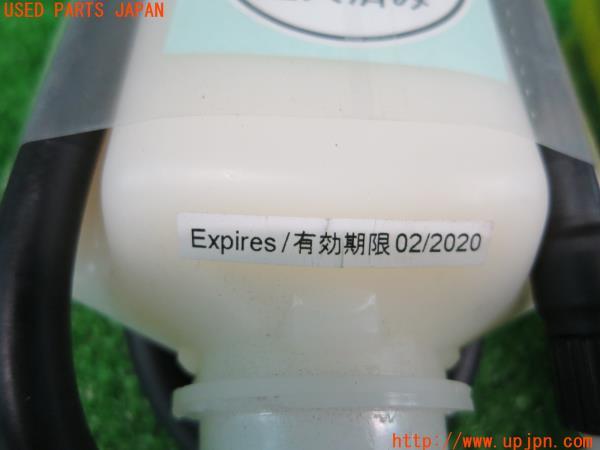 USED PARTS JAPAN
Expires/有効期限 02/2020
http://www.upjpn.com/